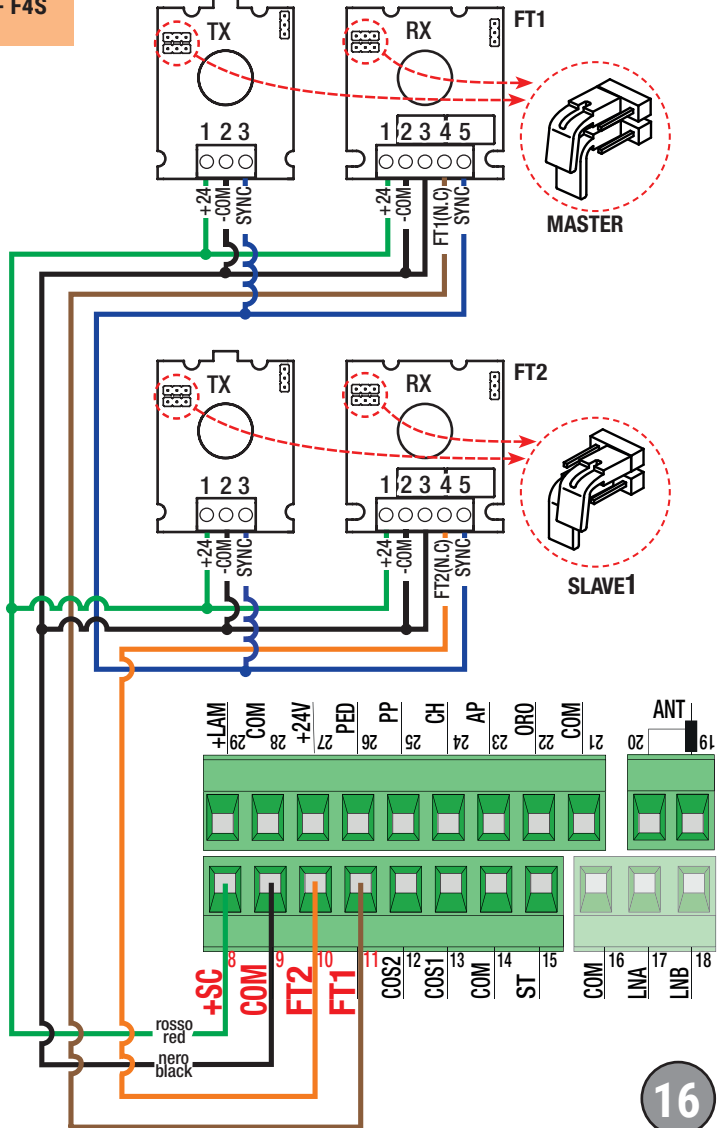 - F4S
TX
RX
FT1
1 2 3
1 2 3 4 5
+24
-COM
SYNC
+24
-COM
FT1(N.C)
SYNC
MASTER
TX
RX
FT2
1 2 3
1 2 3 4 5
+24
-COM
SYNC
+24
-COM
FT2(N.C)
SYNC
SLAVE1
+LAM 29
COM 28
+24V 27
PED 26
PP 25
CH 24
AP 23
ORO 22
COM 21
20 ANT 19
+SC 8
COM 9
FT2 10
FT1 11
COS2 12
COS1 13
COM 14
ST 15
COM 16
LNA 17
LNB 18
rosso
red
nero
black
16